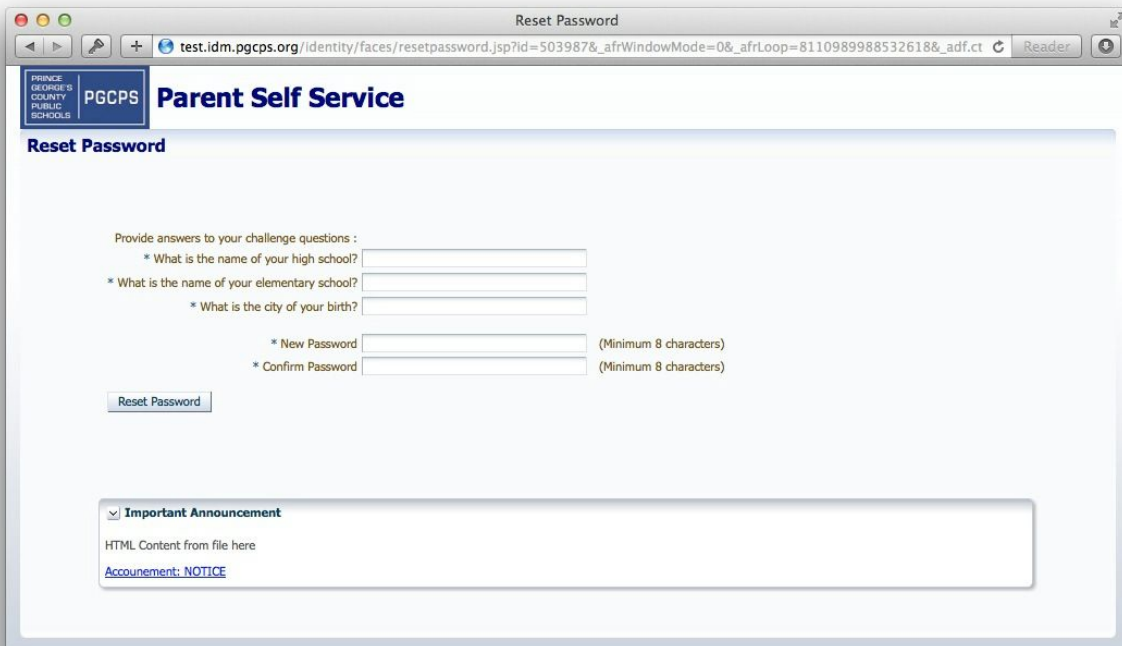 Reset Password
test.idm.pgcps.org/identity/faces/resetpassword.jsp?id=503987&_afrWindowMode=0&_afrLoop=8110989988532618&_adf.ct
Reader
PRINCE
GEORGE'S
COUNTY
PUBLIC
SCHOOLS
PGCPS
Parent Self Service
Reset Password
Provide answers to your challenge questions :
* What is the name of your high school?
* What is the name of your elementary school?
* What is the city of your birth?
* New Password (Minimum 8 characters)
* Confirm Password (Minimum 8 characters)
Reset Password
Important Announcement
HTML Content from file here
Accounement: NOTICE